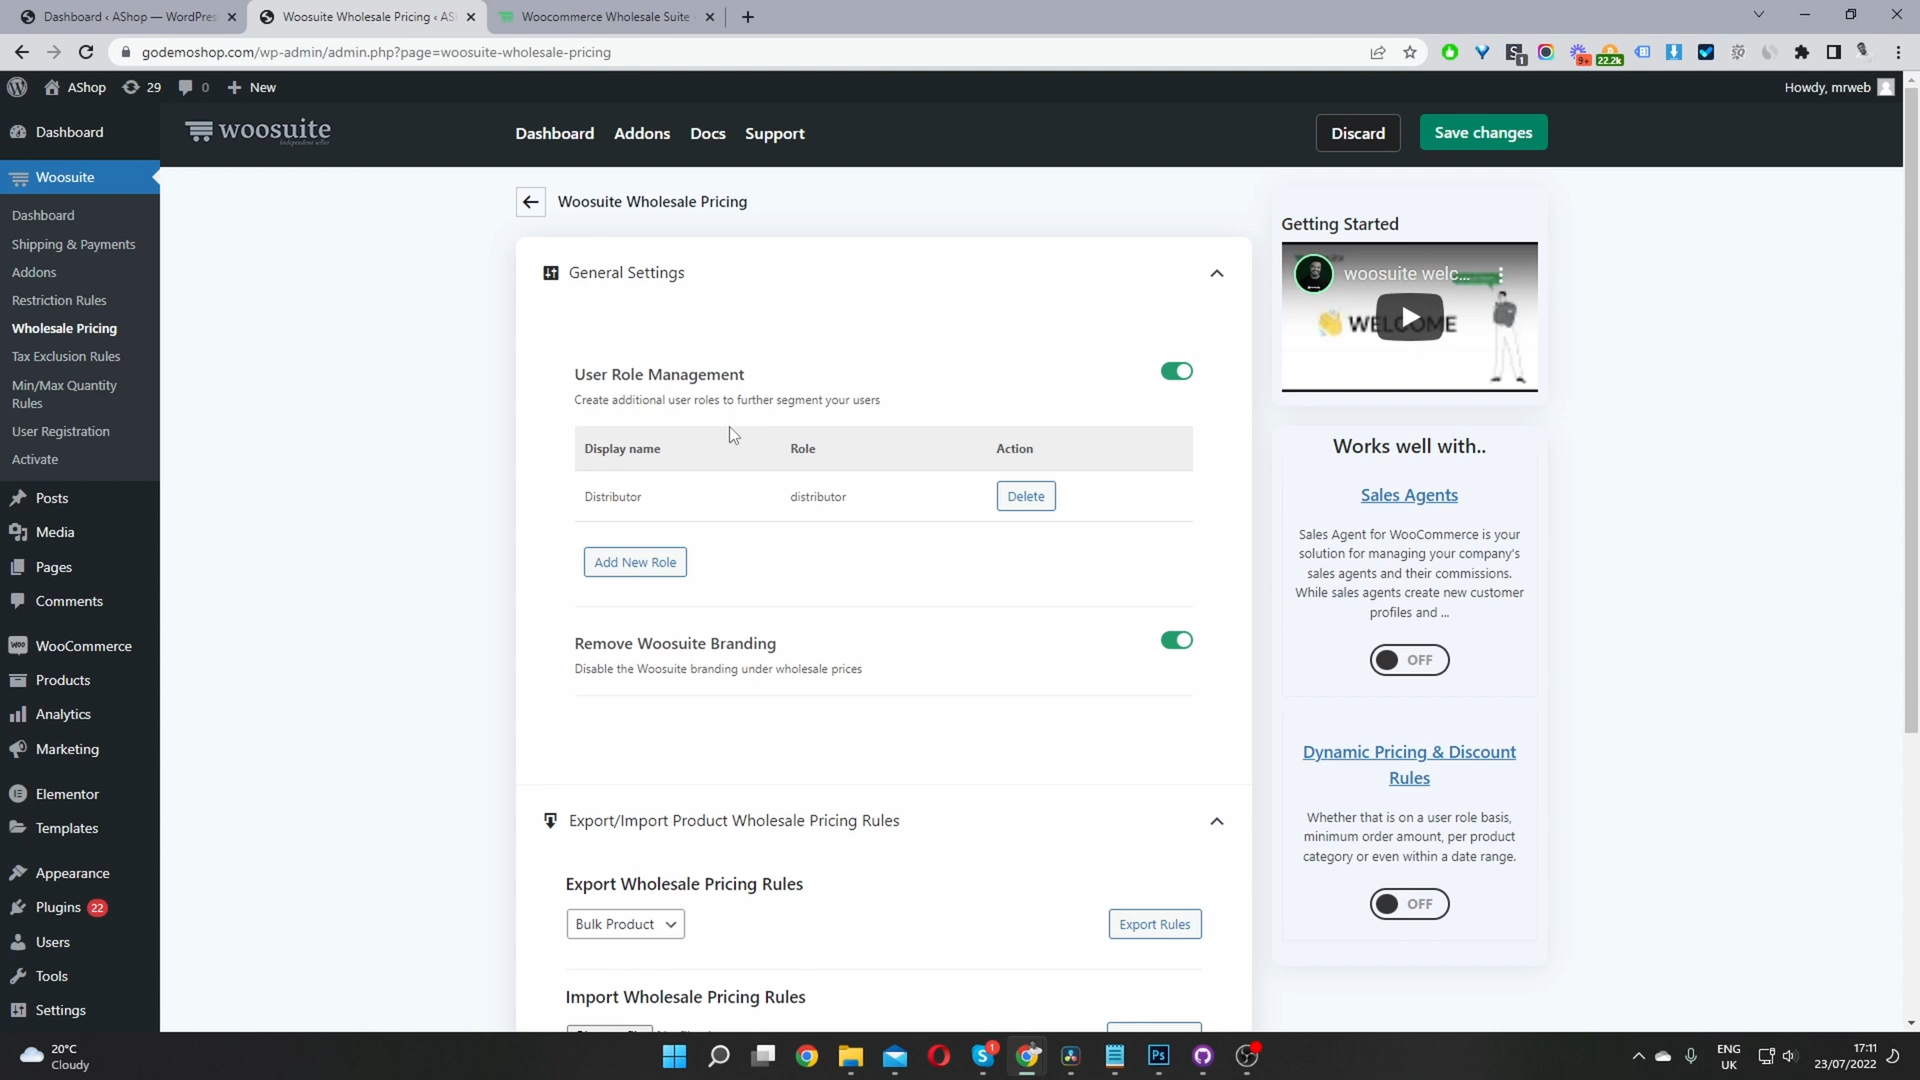 Dashboard ‹ AShop — WordPres
Woosuite Wholesale Pricing ‹ AS
Woocommerce Wholesale Suite
godemoshop.com/wp-admin/admin.php?page=woosuite-wholesale-pricing
1
9+
22.2k
AShop
29
0
New
Howdy, mrweb
woosuite
Independent seller
Dashboard
Addons
Docs
Support
Discard
Save changes
Dashboard
Woosuite
Dashboard
Shipping & Payments
Addons
Restriction Rules
Wholesale Pricing
Tax Exclusion Rules
Min/Max Quantity
Rules
User Registration
Activate
Posts
Media
Pages
Comments
WooCommerce
Products
Analytics
Marketing
Elementor
Templates
Appearance
Plugins 22
Users
Tools
Settings
Woosuite Wholesale Pricing
General Settings
User Role Management
Create additional user roles to further segment your users
Display name Role Action
Distributor distributor Delete
Add New Role
Remove Woosuite Branding
Disable the Woosuite branding under wholesale prices
Export/Import Product Wholesale Pricing Rules
Export Wholesale Pricing Rules
Bulk Product
Export Rules
Import Wholesale Pricing Rules
Getting Started
woosuite welc...
WELCOME
Works well with..
Sales Agents
Sales Agent for WooCommerce is your
solution for managing your company's
sales agents and their commissions.
While sales agents create new customer
profiles and ...
OFF
Dynamic Pricing & Discount
Rules
Whether that is on a user role basis,
minimum order amount, per product
category or even within a date range.
OFF
20°C
Cloudy
1
Ps
ENG
UK
17:11
23/07/2022